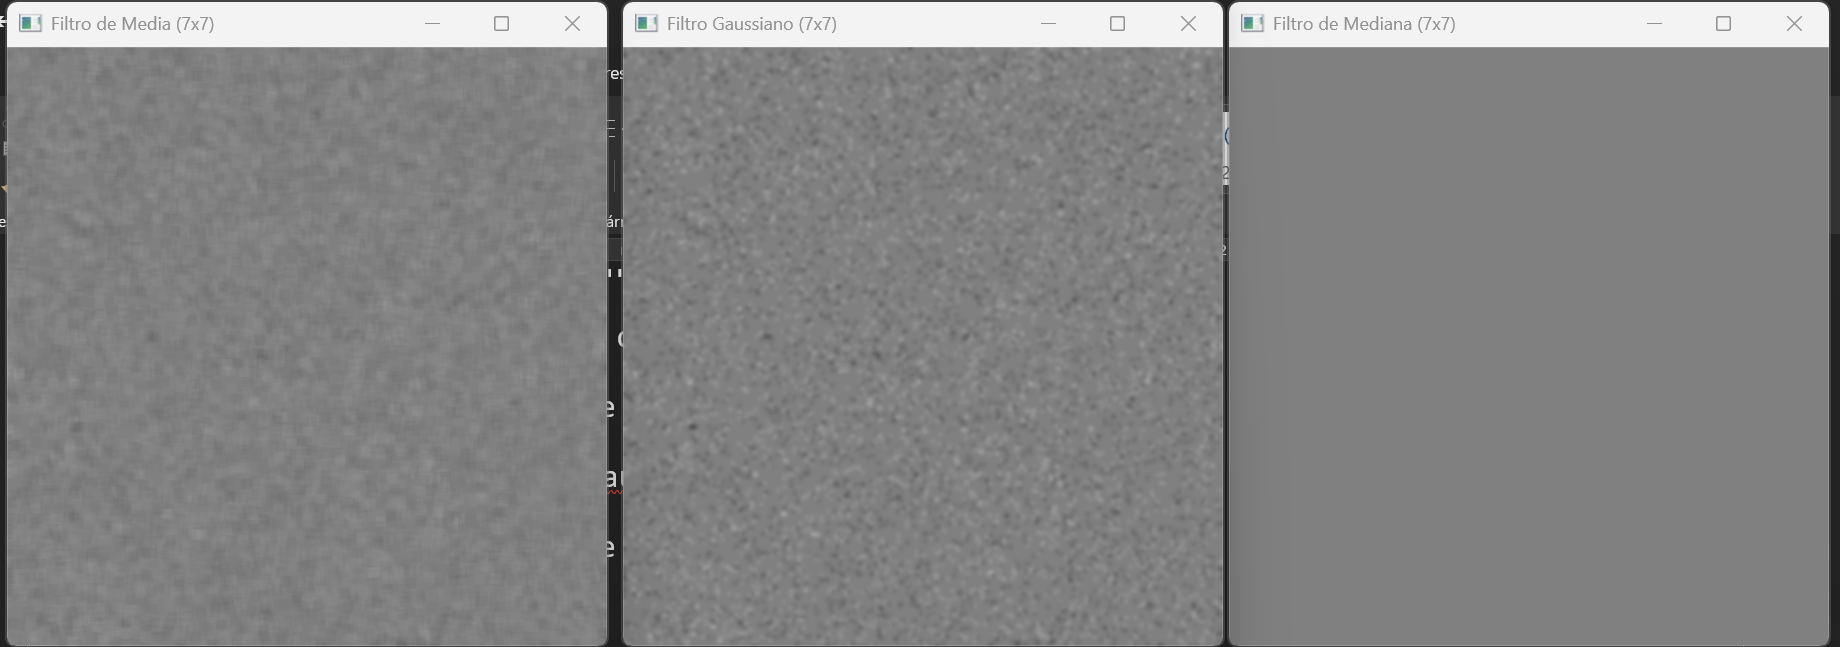 Filtro de Media (7x7)
Filtro Gaussiano (7x7)
Filtro de Mediana (7x7)